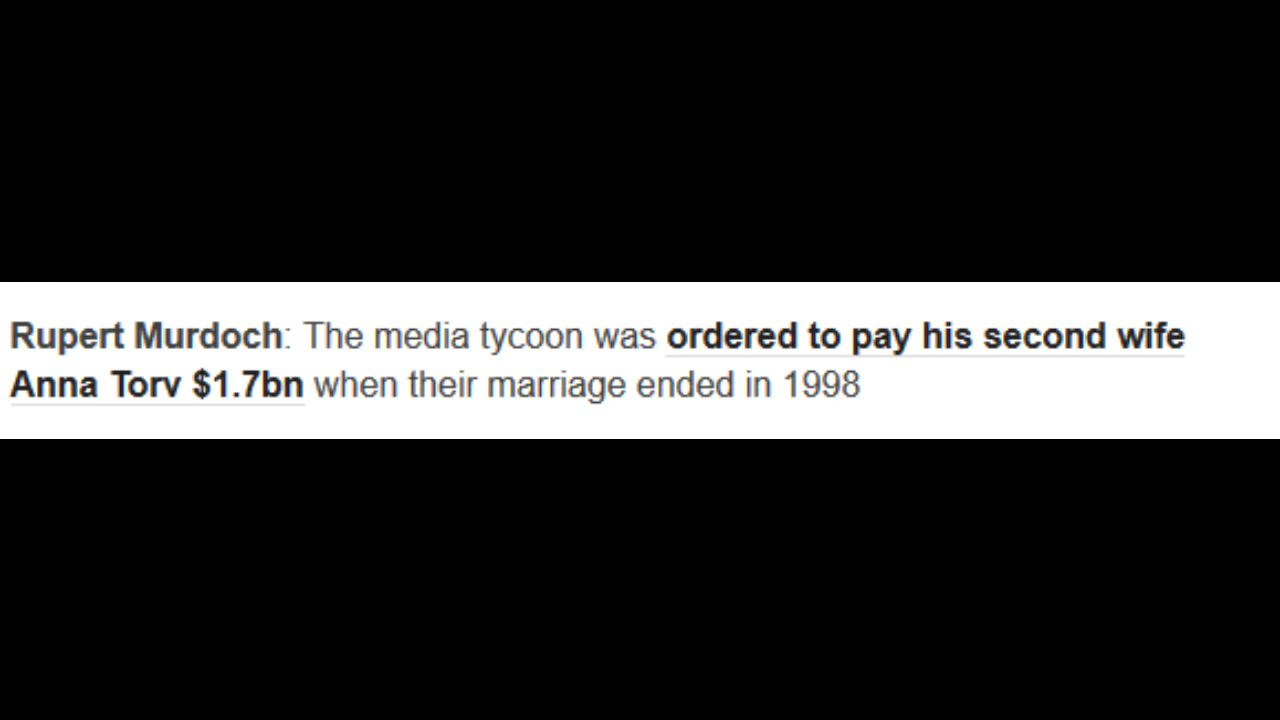 Rupert Murdoch: The media tycoon was ordered to pay his second wife
Anna Torv $1.7bn when their marriage ended in 1998